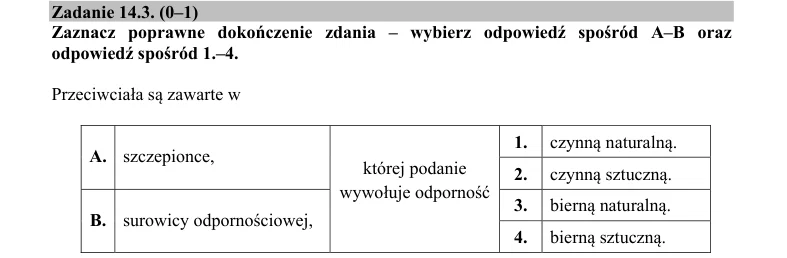 Zadanie 14.3. (0–1)
Zaznacz poprawne dokończenie zdania – wybierz odpowiedź spośród A–B oraz
odpowiedź spośród 1.–4.
Przeciwciała są zawarte w
A. szczepionce,
B. surowicy odpornościowej,
której podanie
wywołuje odporność
1. czynną naturalną.
2. czynną sztuczną.
3. bierną naturalną.
4. bierną sztuczną.